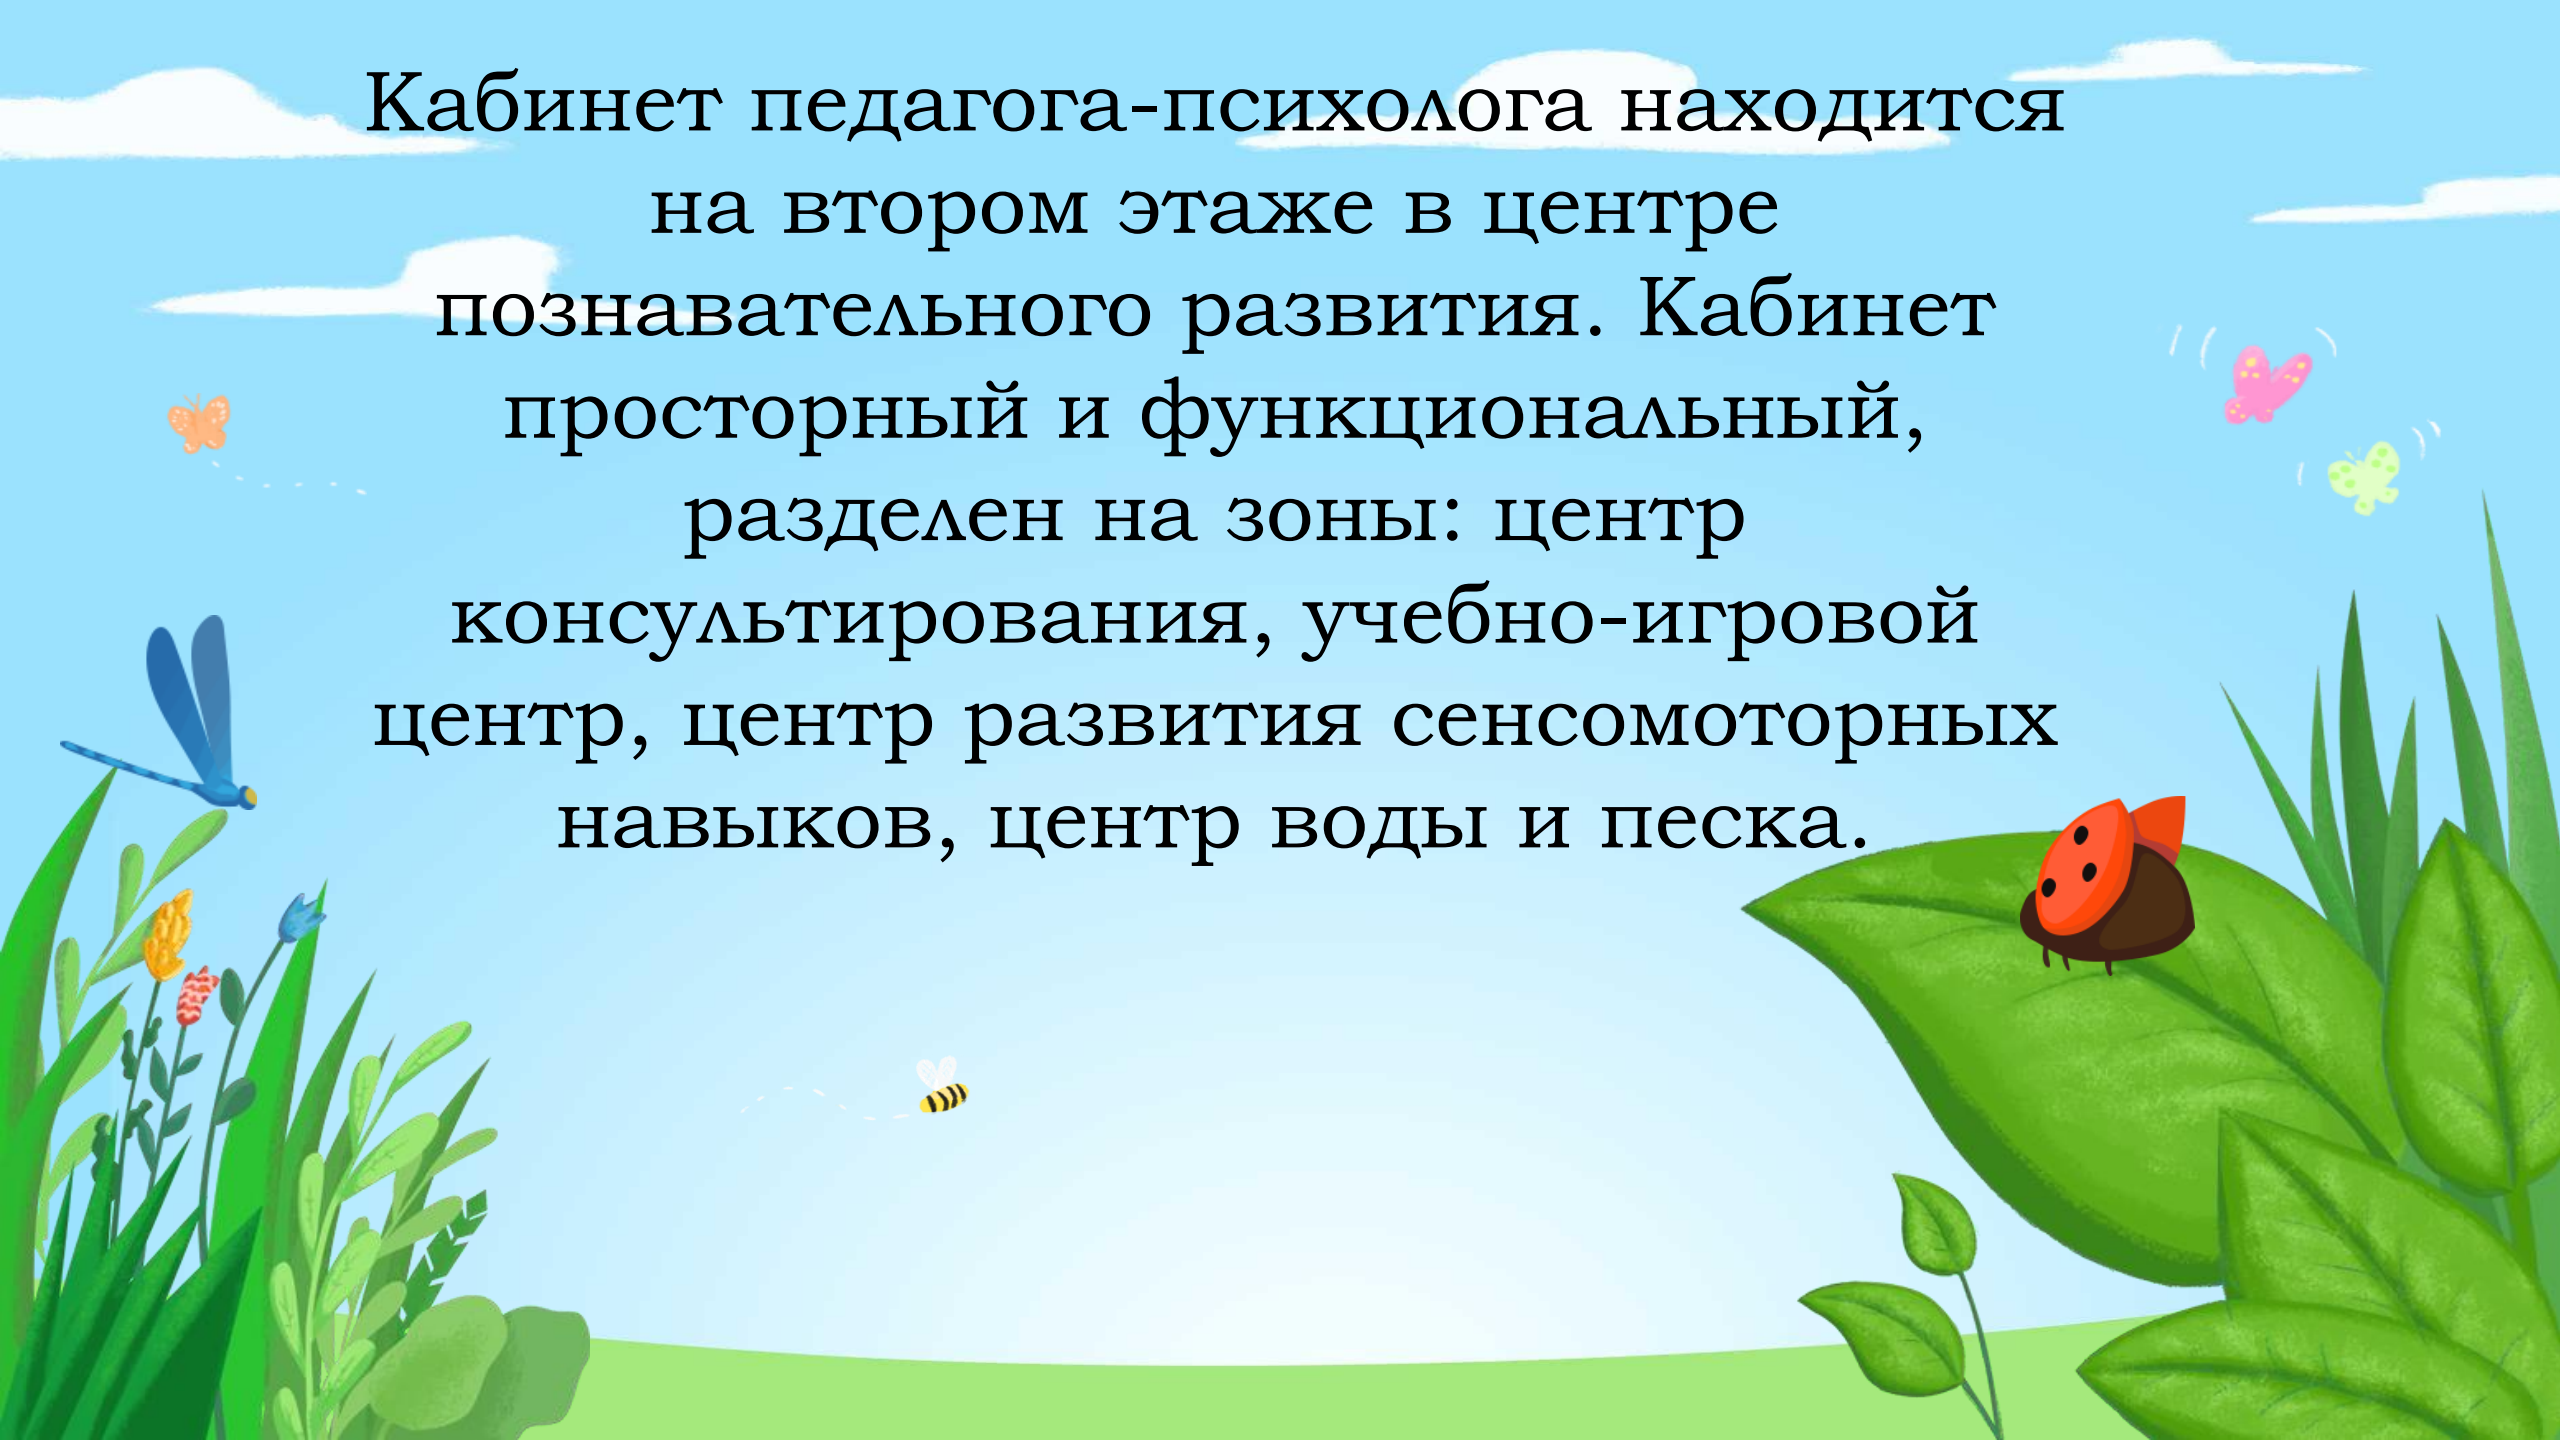 Кабинет педагога-психолога находится
на втором этаже в центре
познавательного развития. Кабинет
просторный и функциональный,
разделен на зоны: центр
консультирования, учебно-игровой
центр, центр развития сенсомоторных
навыков, центр воды и песка.